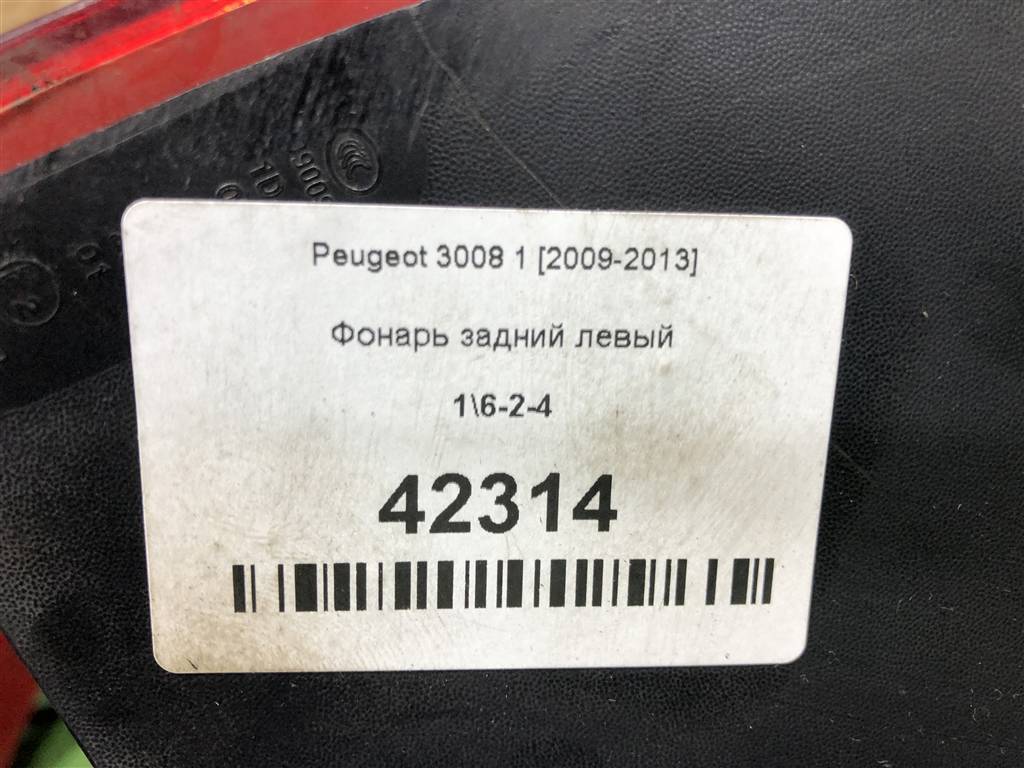 Peugeot 3008 1 [2009-2013]
Фонарь задний левый
1\6-2-4
42314